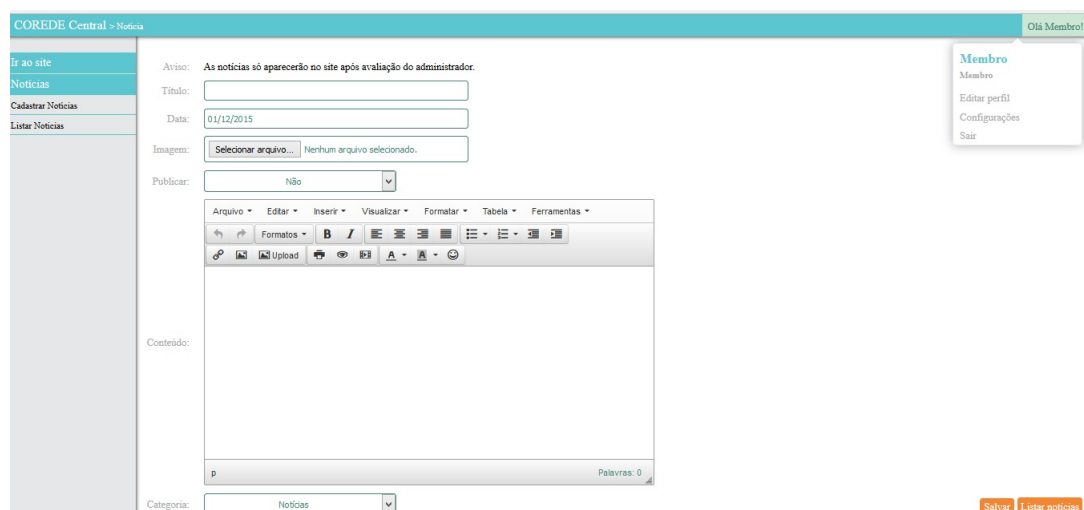 COREDE Central > Notícia
Olá Membro!
Ir ao site
Notícias
Cadastrar Notícias
Listar Notícias
Membro
Membro
Editar perfil
Configurações
Sair
Aviso: As notícias só aparecerão no site após avaliação do administrador.
Título:
Data: 01/12/2015
Imagem: Selecionar arquivo... Nenhum arquivo selecionado.
Publicar: Não
Arquivo Editar Inserir Visualizar Formatar Tabela Ferramentas
Formatos B I
Upload A A
Conteúdo:
p Palavras: 0
Categoria: Notícias
Salvar Listar notícias